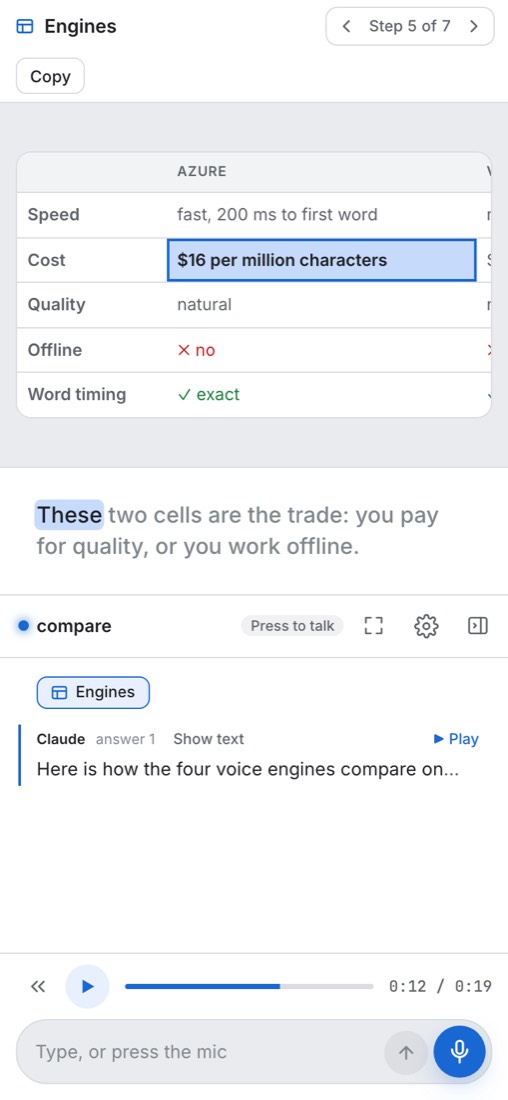 Engines
Step 5 of 7
Copy
AZURE
Speed fast, 200 ms to first word
Cost $16 per million characters
Quality natural
Offline no
Word timing exact
These two cells are the trade: you pay
for quality, or you work offline.
compare Press to talk
Engines
Claude answer 1 Show text Play
Here is how the four voice engines compare on...
0:12 / 0:19
Type, or press the mic